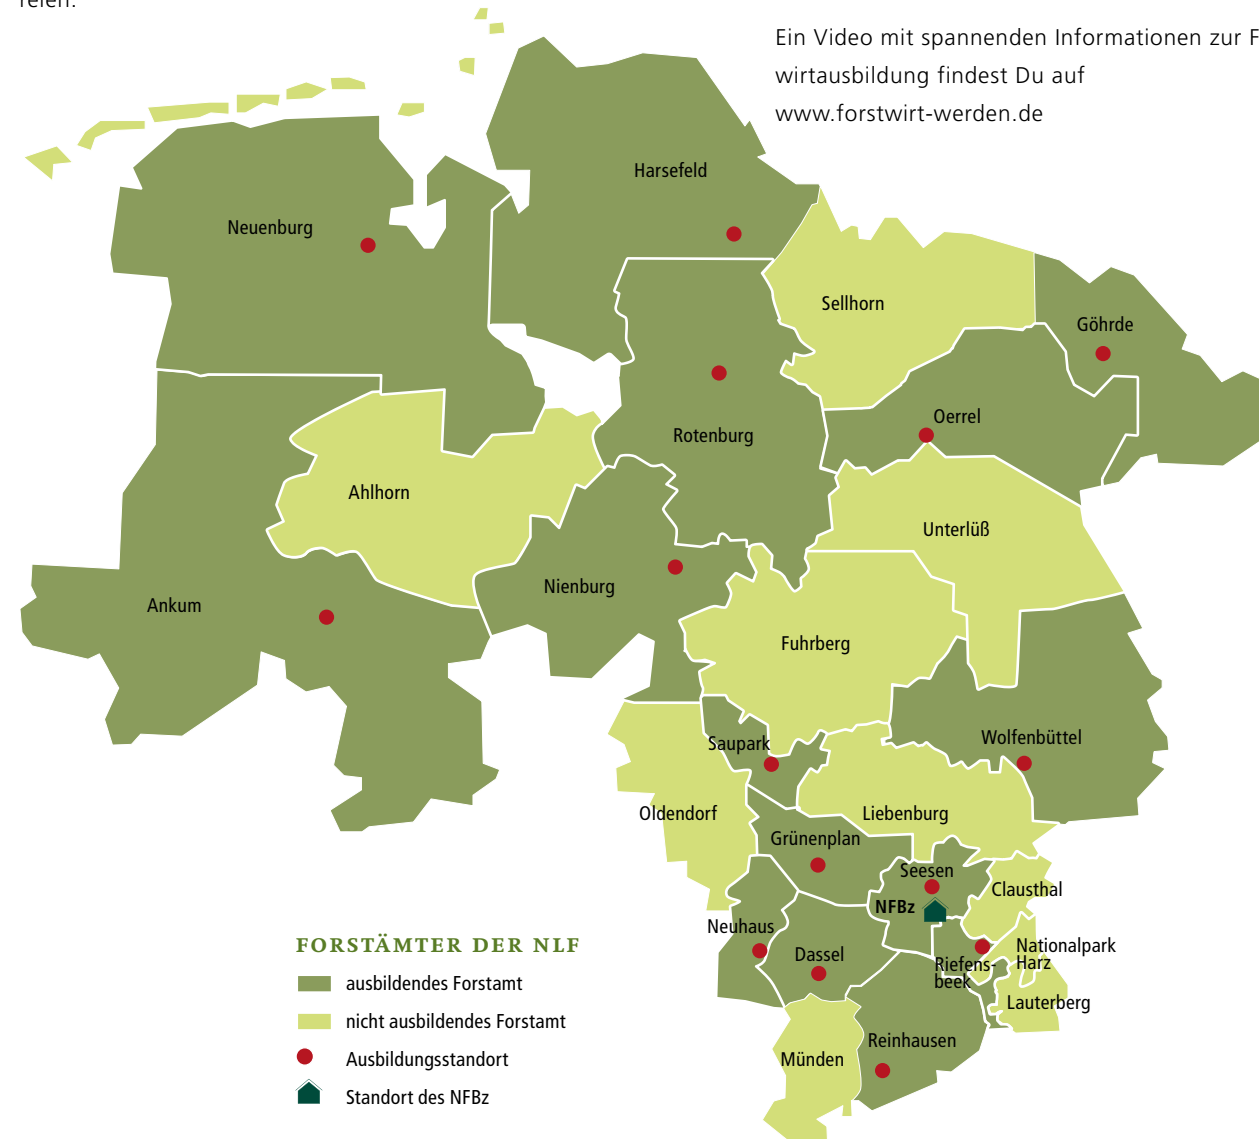 reien.
Ein Video mit spannenden Informationen zur F
wirtausbildung findest Du auf
www.forstwirt-werden.de
Harsefeld
Neuenburg
Sellhorn
Göhrde
Oerrel
Rotenburg
Ahlhorn
Unterlüß
Nienburg
Ankum
Fuhrberg
Saupark
Wolfenbüttel
Oldendorf
Liebenburg
Grünenplan
Seesen
Clausthal
NFBz
Neuhaus
Dassel
Nationalpark
Harz
Riefens-
beek
Lauterberg
Reinhausen
Münden
FORSTÄMTER DER NLF
ausbildendes Forstamt
nicht ausbildendes Forstamt
Ausbildungsstandort
Standort des NFBz